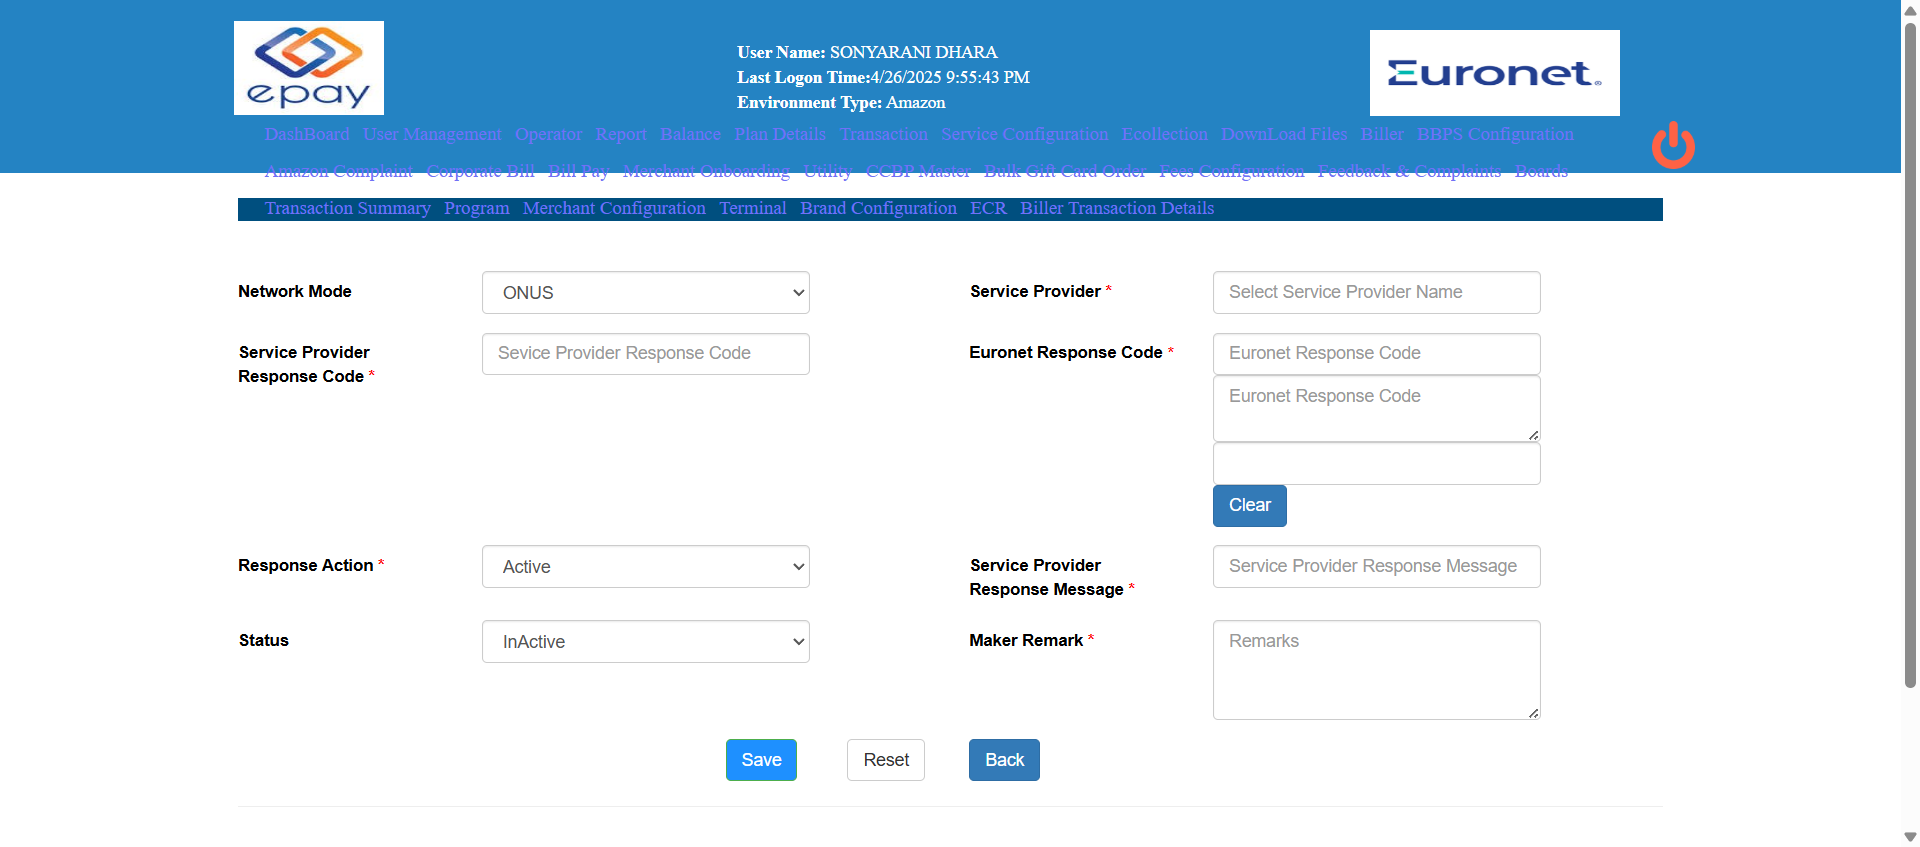 epay
User Name: SONYARANI DHARA
Last Logon Time:4/26/2025 9:55:43 PM
Environment Type: Amazon
Euronet®
DashBoard User Management Operator Report Balance Plan Details Transaction Service Configuration Ecollection DownLoad Files Biller BBPS Configuration
Amazon Complaint Corporate Bill Bill Pay Merchant Onboarding Utility CCBP Master Bulk Gift Card Order Fees Configuration Feedback & Complaints Boards
Transaction Summary Program Merchant Configuration Terminal Brand Configuration ECR Biller Transaction Details
Network Mode ONUS Service Provider * Select Service Provider Name
Service Provider Response Code * Sevice Provider Response Code Euronet Response Code * Euronet Response Code
Euronet Response Code
Clear
Response Action * Active Service Provider Response Message * Service Provider Response Message
Status InActive Maker Remark * Remarks
Save Reset Back